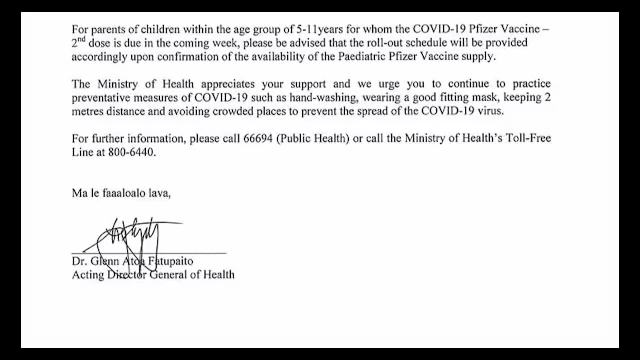 For parents of children within the age group of 5-11years for whom the COVID-19 Pfizer Vaccine –
2nd dose is due in the coming week, please be advised that the roll-out schedule will be provided
accordingly upon confirmation of the availability of the Paediatric Pfizer Vaccine supply.
The Ministry of Health appreciates your support and we urge you to continue to practice
preventative measures of COVID-19 such as hand-washing, wearing a good fitting mask, keeping 2
metres distance and avoiding crowded places to prevent the spread of the COVID-19 virus.
For further information, please call 66694 (Public Health) or call the Ministry of Health's Toll-Free
Line at 800-6440.
Ma le faaaloalo lava,
Dr. Glenn Atoa Fatupaito
Acting Director General of Health